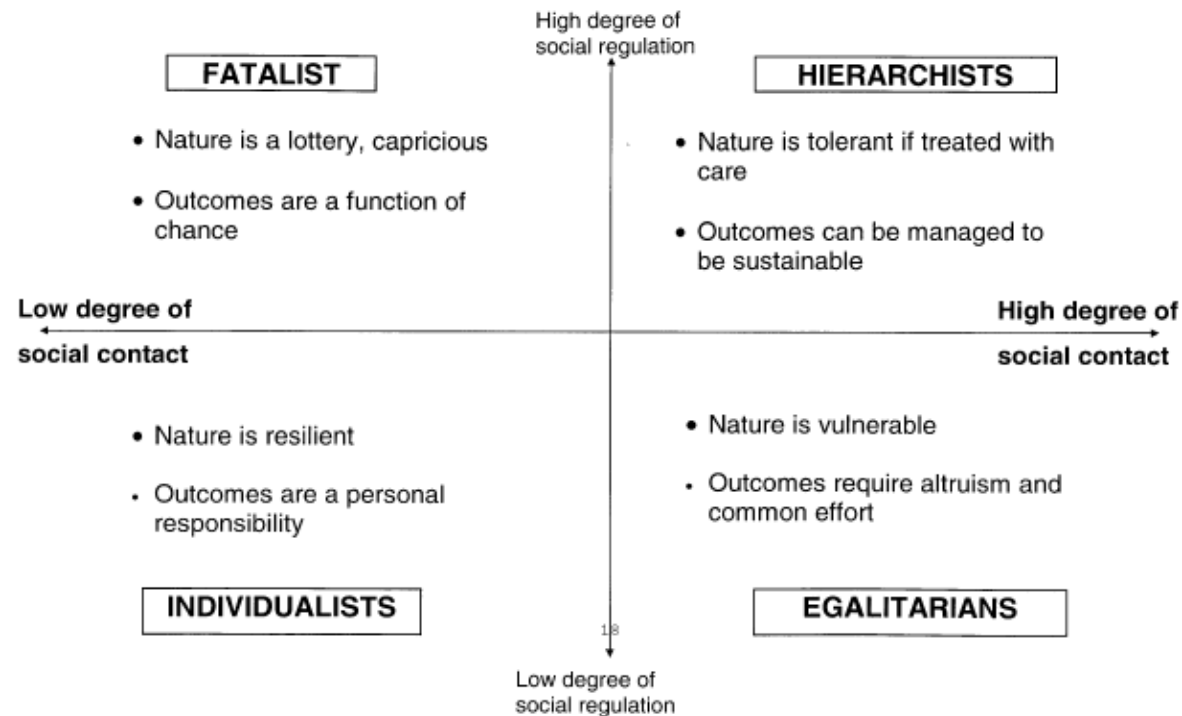 High degree of
social regulation
FATALIST
HIERARCHISTS
• Nature is a lottery, capricious
• Outcomes are a function of
chance
• Nature is tolerant if treated with
care
• Outcomes can be managed to
be sustainable
Low degree of
social contact
High degree of
social contact
• Nature is resilient
• Outcomes are a personal
responsibility
• Nature is vulnerable
• Outcomes require altruism and
common effort
INDIVIDUALISTS
EGALITARIANS
18
Low degree of
social regulation